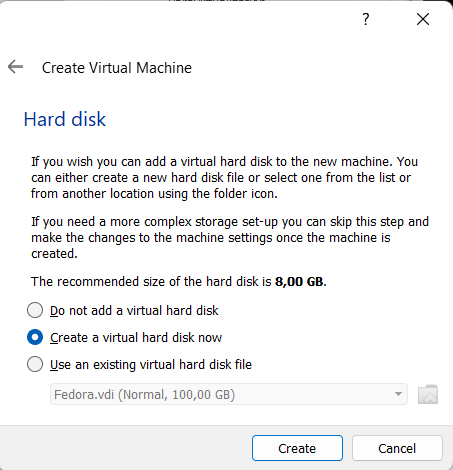 ?
Create Virtual Machine
Hard disk
If you wish you can add a virtual hard disk to the new machine. You
can either create a new hard disk file or select one from the list or
from another location using the folder icon.
If you need a more complex storage set-up you can skip this step and
make the changes to the machine settings once the machine is
created.
The recommended size of the hard disk is 8,00 GB.
Do not add a virtual hard disk
Create a virtual hard disk now
Use an existing virtual hard disk file
Fedora.vdi (Normal, 100,00 GB)
Create
Cancel